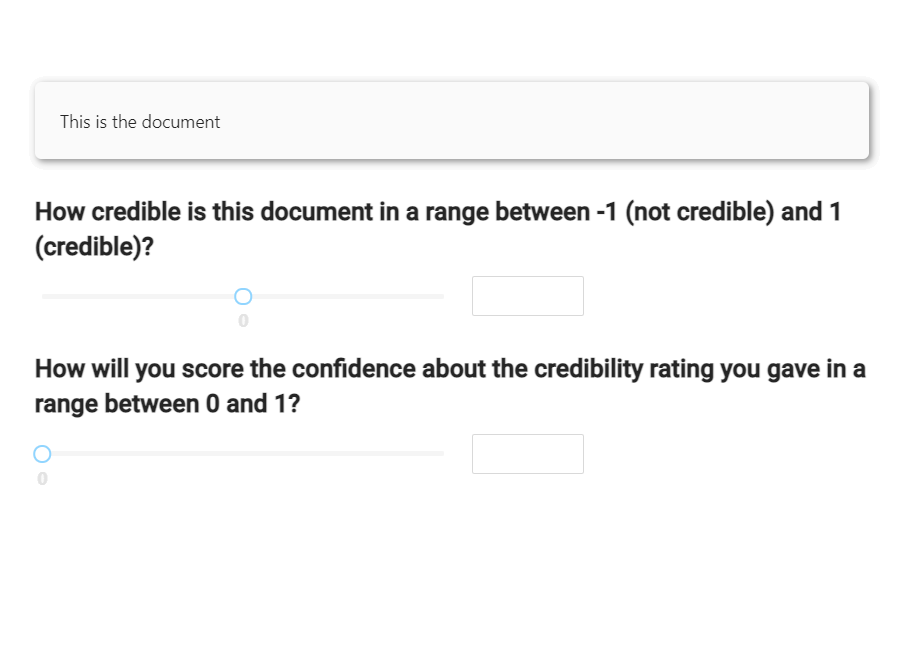 This is the document
How credible is this document in a range between -1 (not credible) and 1
(credible)?
0
How will you score the confidence about the credibility rating you gave in a
range between 0 and 1?
0